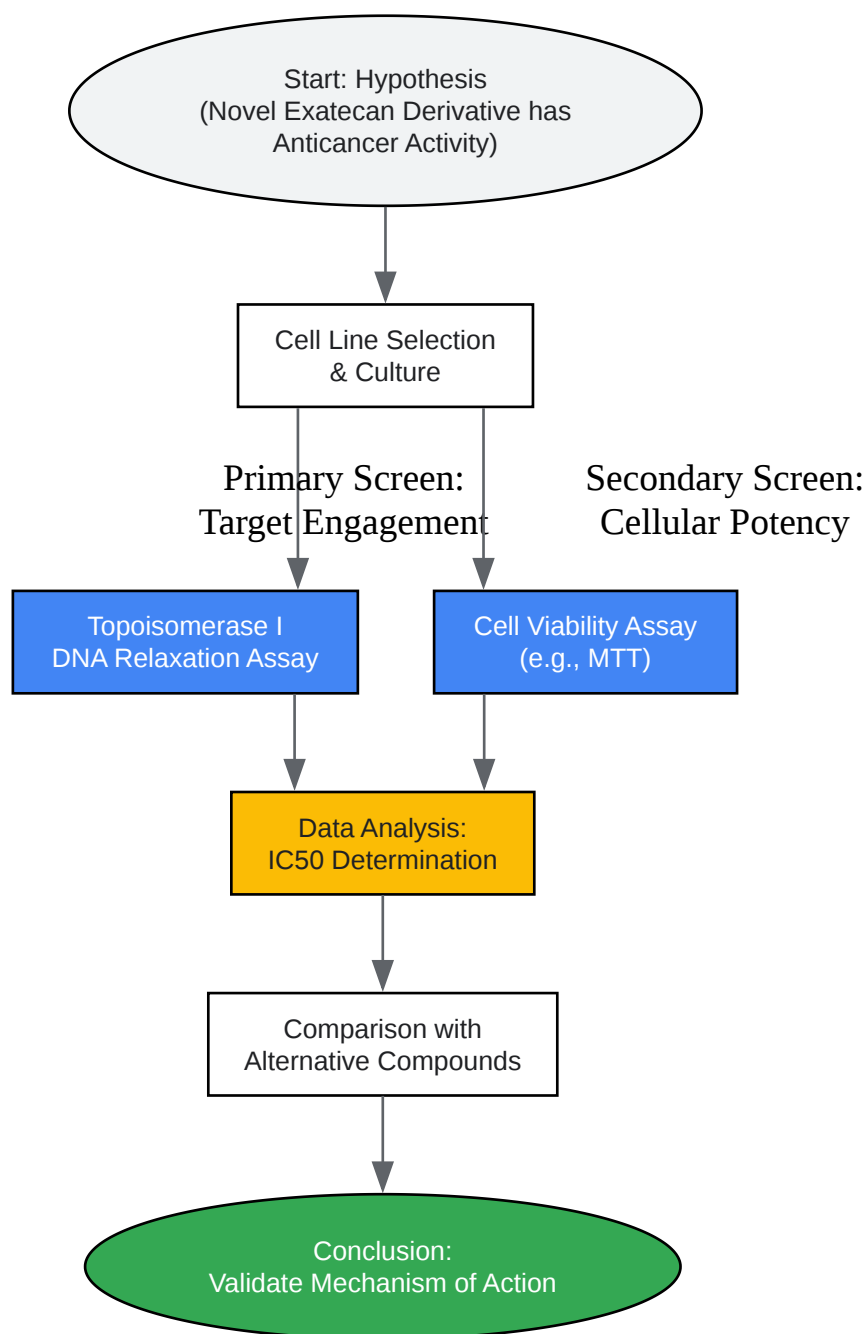 Start: Hypothesis
(Novel Exatecan Derivative has
Anticancer Activity)
Cell Line Selection
& Culture
Primary Screen:
Target Engagement
Secondary Screen:
Cellular Potency
Topoisomerase I
DNA Relaxation Assay
Cell Viability Assay
(e.g., MTT)
Data Analysis:
IC50 Determination
Comparison with
Alternative Compounds
Conclusion:
Validate Mechanism of Action